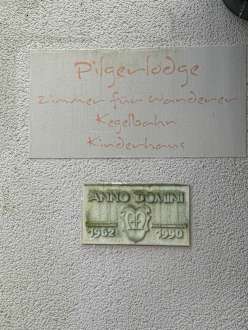 Pilgerlodge
Zimmer für Wanderer
Kegelbahn
Kinderhaus
ANNO DOMINI
1962 1990